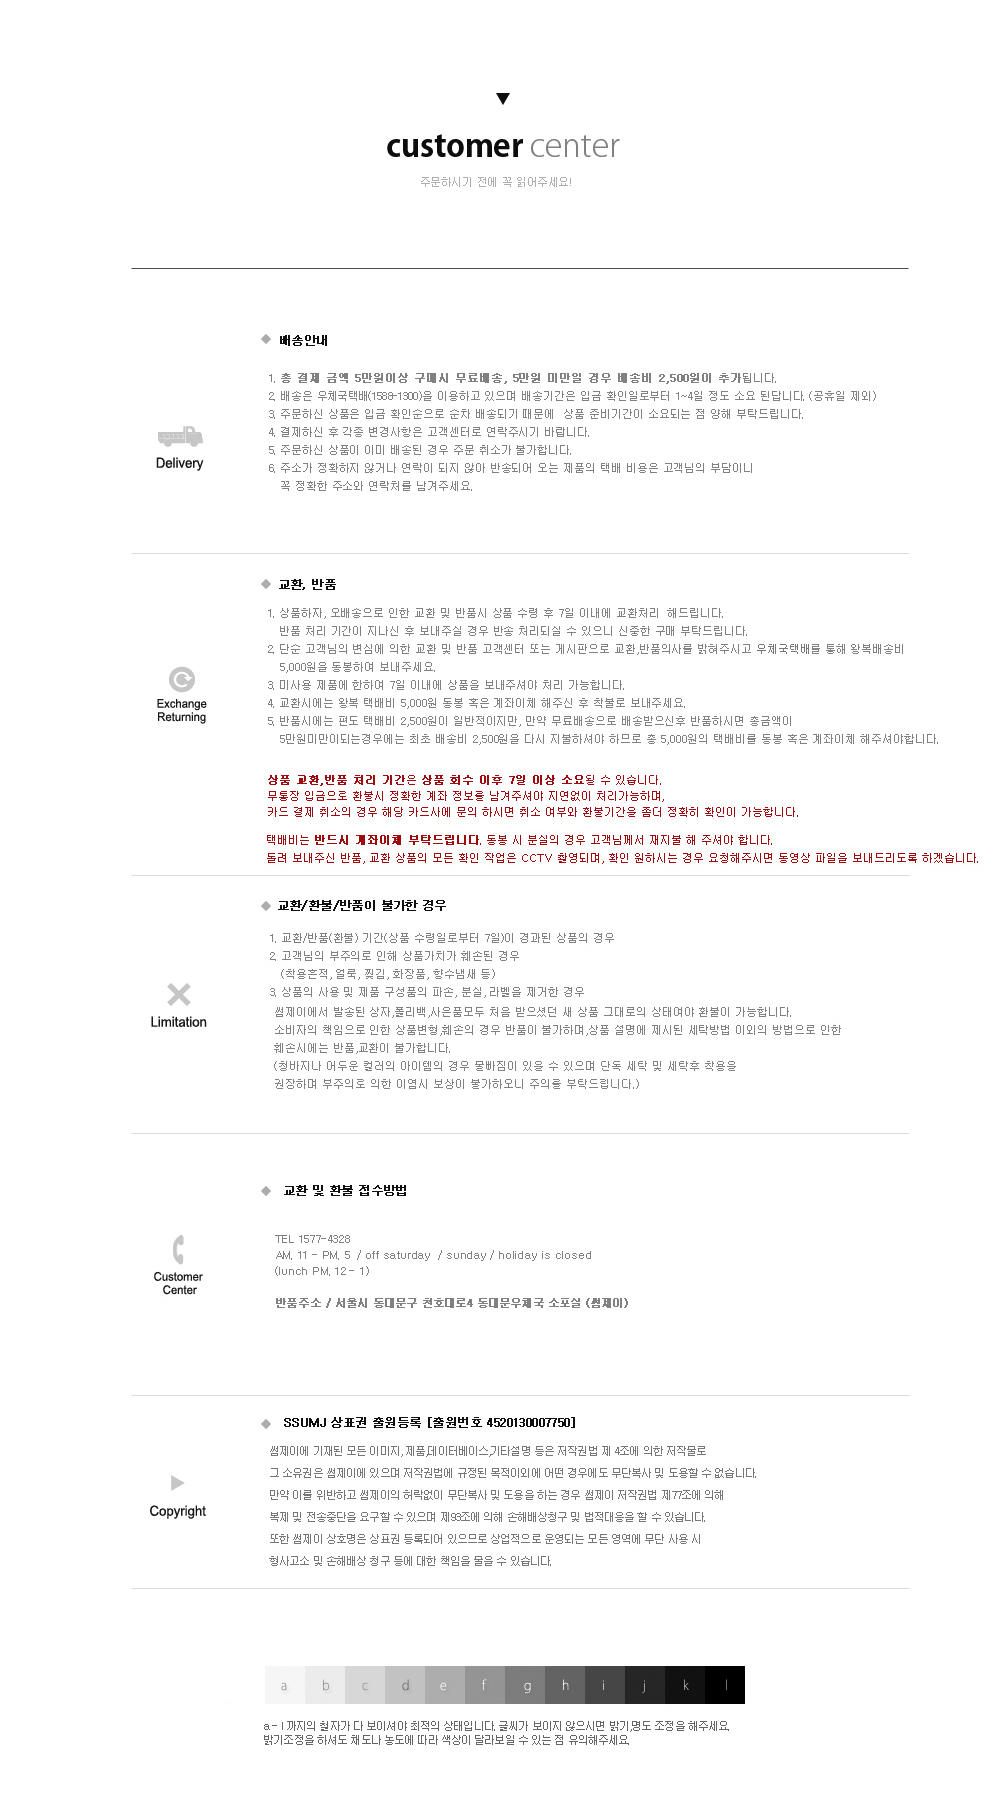 customer center
주문하시기 전에 꼭 읽어주세요!
배송안내
1. 총 결제 금액 5만원이상 구매시 무료배송, 5만원 미만일 경우 배송비 2,500원이 추가됩니다.
2. 배송은 우체국택배(1588-1300)을 이용하고 있으며 배송기간은 입금 확인일로부터 1~4일 정도 소요 된답니다. (공휴일 제외)
3. 주문하신 상품은 입금 확인순으로 순차 배송되기 때문에 상품 준비기간이 소요되는 점 양해 부탁드립니다.
4. 결제하신 후 각종 변경사항은 고객센터로 연락주시기 바랍니다.
5. 주문하신 상품이 이미 배송된 경우 주문 취소가 불가합니다.
6. 주소가 정확하지 않거나 연락이 되지 않아 반송되어 오는 제품의 택배 비용은 고객님의 부담이니
꼭 정확한 주소와 연락처를 남겨주세요.
Delivery
교환, 반품
1. 상품하자, 오배송으로 인한 교환 및 반품시 상품 수령 후 7일 이내에 교환처리 해드립니다.
반품 처리 기간이 지나신 후 보내주실 경우 반송 처리되실 수 있으니 신중한 구매 부탁드립니다.
2. 단순 고객님의 변심에 의한 교환 및 반품 고객센터 또는 게시판으로 교환,반품의사를 밝혀주시고 우체국택배를 통해 왕복배송비
5,000원을 동봉하여 보내주세요.
3. 미사용 제품에 한하여 7일 이내에 상품을 보내주셔야 처리 가능합니다.
4. 교환시에는 왕복 택배비 5,000원 동봉 혹은 계좌이체 해주신 후 착불로 보내주세요.
5. 반품시에는 편도 택배비 2,500원이 일반적이지만, 만약 무료배송으로 배송받으신후 반품하시면 총금액이
5만원미만이되는경우에는 최초 배송비 2,500원을 다시 지불하셔야 하므로 총 5,000원의 택배비를 동봉 혹은 계좌이체 해주셔야합니다.
Exchange
Returning
상품 교환,반품 처리 기간은 상품 회수 이후 7일 이상 소요될 수 있습니다.
무통장 입금으로 환불시 정확한 계좌 정보를 남겨주셔야 지연없이 처리가능하며,
카드 결제 취소의 경우 해당 카드사에 문의 하시면 취소 여부와 환불기간을 좀더 정확히 확인이 가능합니다.
택배비는 반드시 계좌이체 부탁드립니다. 동봉 시 분실의 경우 고객님께서 재지불 해 주셔야 합니다.
돌려 보내주신 반품, 교환 상품의 모든 확인 작업은 CCTV 촬영되며, 확인 원하시는 경우 요청해주시면 동영상 파일을 보내드리도록 하겠습니다.
교환/환불/반품이 불가한 경우
1. 교환/반품(환불) 기간(상품 수령일로부터 7일)이 경과된 상품의 경우
2. 고객님의 부주의로 인해 상품가치가 훼손된 경우
(착용흔적, 얼룩, 찢김, 화장품, 향수냄새 등)
3. 상품의 사용 및 제품 구성품의 파손, 분실, 라벨을 제거한 경우
썸제이에서 발송된 상자,폴리백,사은품모두 처음 받으셨던 새 상품 그대로의 상태여야 환불이 가능합니다.
소비자의 책임으로 인한 상품변형,훼손의 경우 반품이 불가하며,상품 설명에 제시된 세탁방법 이외의 방법으로 인한
훼손시에는 반품,교환이 불가합니다.
(청바지나 어두운 컬러의 아이템의 경우 물빠짐이 있을 수 있으며 단독 세탁 및 세탁후 착용을
권장하며 부주의로 의한 이염시 보상이 불가하오니 주의를 부탁드립니다.)
Limitation
교환 및 환불 접수방법
TEL 1577-4328
AM. 11 - PM. 5 / off saturday / sunday / holiday is closed
(lunch PM. 12 - 1)
반품주소 / 서울시 동대문구 천호대로4 동대문우체국 소포실 (썸제이)
Customer
Center
SSUMJ 상표권 출원등록 [출원번호 4520130007750]
썸제이에 기재된 모든 이미지, 제품,데이터베이스,기타설명 등은 저작권법 제 4조에 의한 저작물로
그 소유권은 썸제이에 있으며 저작권법에 규정된 목적이외에 어떤 경우에도 무단복사 및 도용할 수 없습니다.
만약 이를 위반하고 썸제이의 허락없이 무단복사 및 도용을 하는 경우 썸제이 저작권법 제77조에 의해
복제 및 전송중단을 요구할 수 있으며 제93조에 의해 손해배상청구 및 법적대응을 할 수 있습니다.
또한 썸제이 상호명은 상표권 등록되어 있으므로 상업적으로 운영되는 모든 영역에 무단 사용 시
형사고소 및 손해배상 청구 등에 대한 책임을 물을 수 있습니다.
Copyright
a b c d e f g h i j k l
a - l 까지의 철자가 다 보이셔야 최적의 상태입니다. 글씨가 보이지 않으시면 밝기,명도 조정을 해주세요.
밝기조정을 하셔도 채도나 농도에 따라 색상이 달라보일 수 있는 점 유의해주세요.